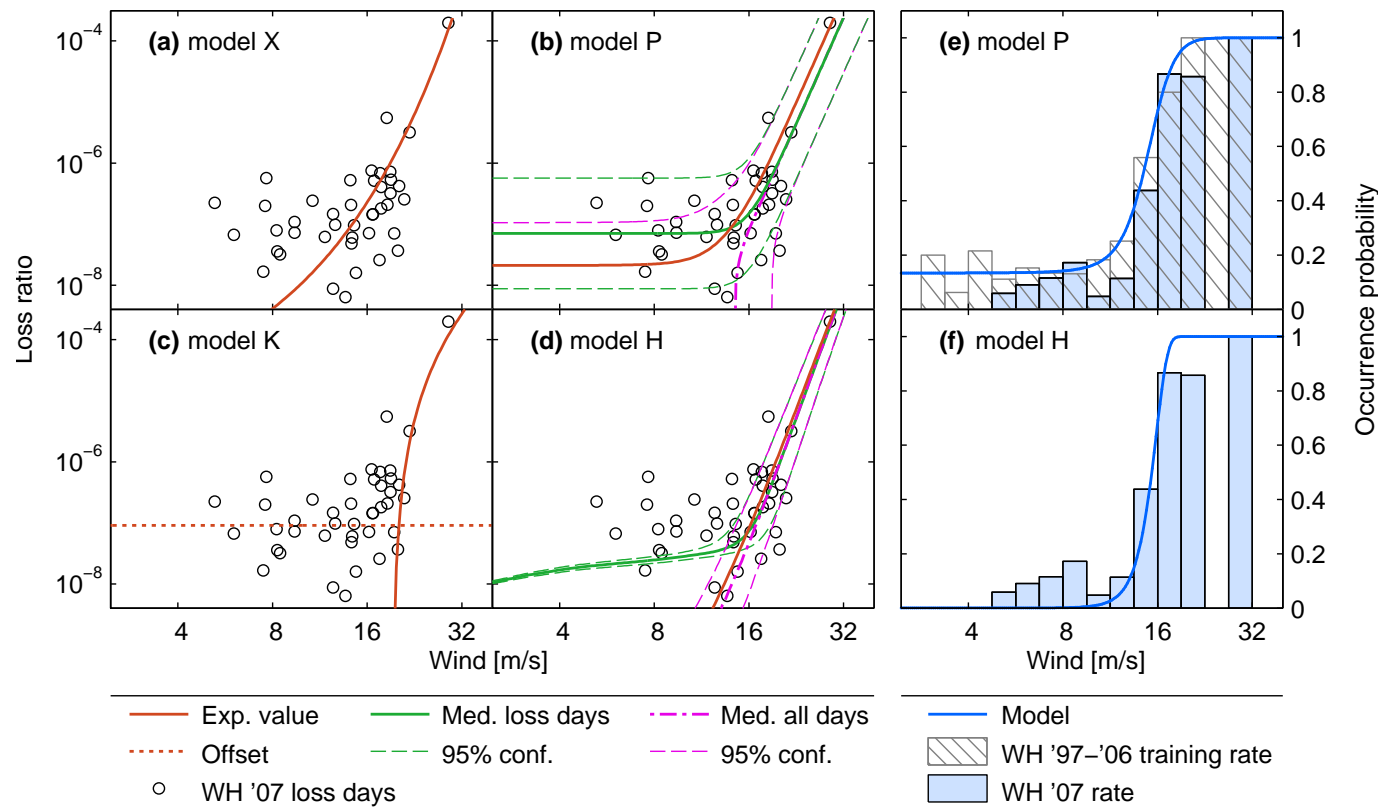 (a) model X
(b) model P
(e) model P
10−4
10−6
10−8
1
0.8
0.6
0.4
0.2
0
(c) model K
(d) model H
(f) model H
10−4
10−6
10−8
1
0.8
0.6
0.4
0.2
0
Loss ratio
Occurrence probability
4 8 16 32
4 8 16 32
4 8 16 32
Wind [m/s]
Wind [m/s]
Wind [m/s]
Exp. value
Med. loss days
Med. all days
Model
Offset
95% conf.
95% conf.
WH '97−'06 training rate
WH '07 loss days
WH '07 rate